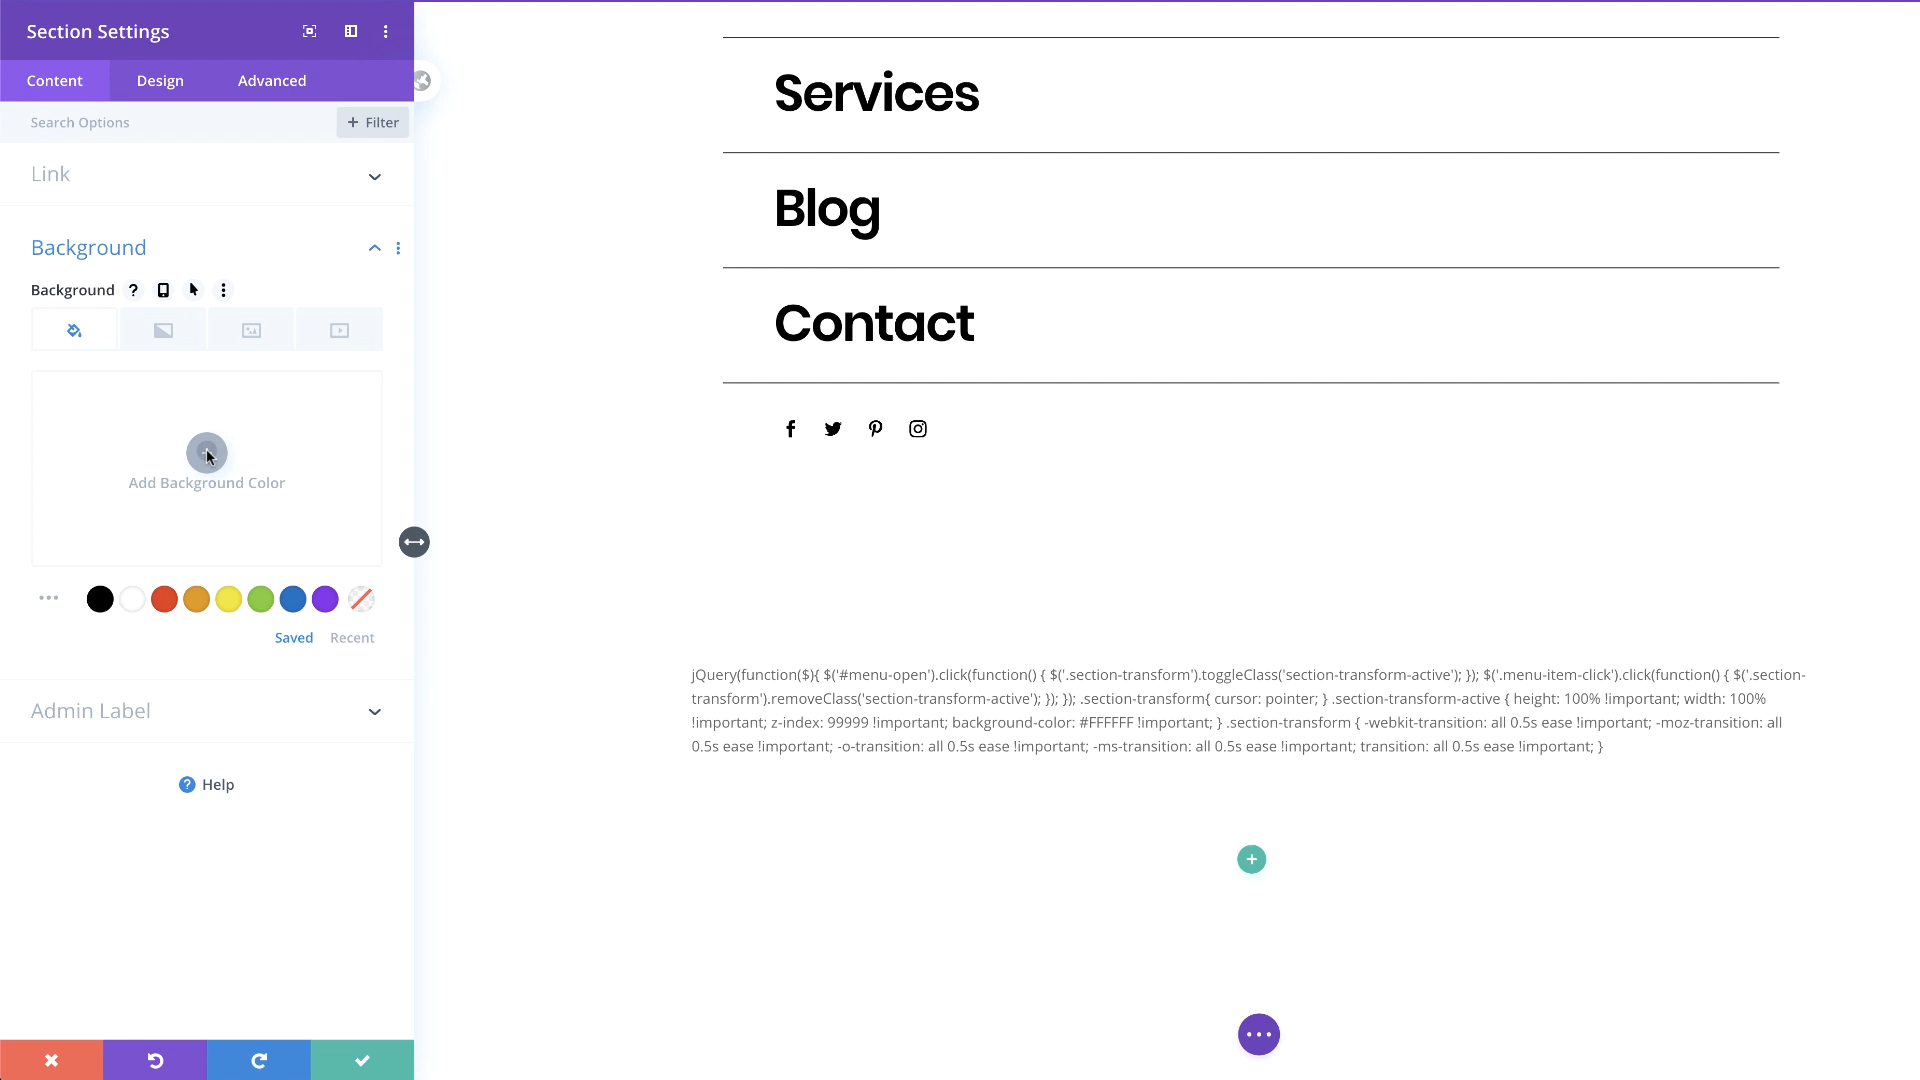 Section Settings
Content
Design
Advanced
Search Options
+ Filter
Link
Background
Background
Add Background Color
Saved
Recent
Admin Label
Help
Services
Blog
Contact
jQuery(function($){ $('#menu-open').click(function() { $('.section-transform').toggleClass('section-transform-active'); }); $('.menu-item-click').click(function() { $('.section-
transform').removeClass('section-transform-active'); }); }); .section-transform{ cursor: pointer; } .section-transform-active { height: 100% !important; width: 100%
!important; z-index: 99999 !important; background-color: #FFFFFF !important; } .section-transform { -webkit-transition: all 0.5s ease !important; -moz-transition: all
0.5s ease !important; -o-transition: all 0.5s ease !important; -ms-transition: all 0.5s ease !important; transition: all 0.5s ease !important; }